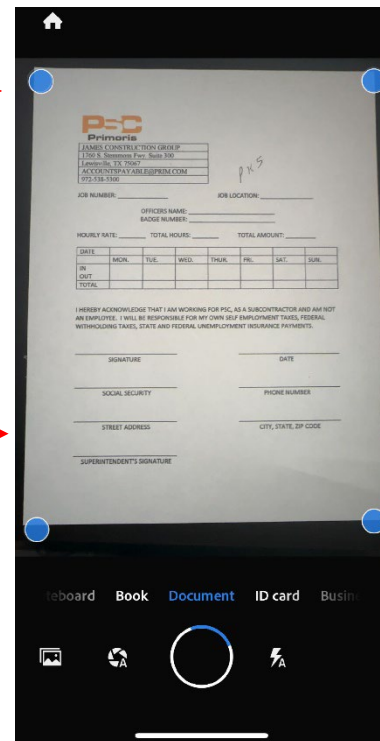 PSC
Primoris
JAMES CONSTRUCTION GROUP
1760 S. Stemmons Fwy. Suite 300
Lewisville, TX 75067
ACCOUNTSPAYABLE@PRIM.COM
972-538-5300
PKS
JOB NUMBER: JOB LOCATION:
OFFICERS NAME:
BADGE NUMBER:
HOURLY RATE: TOTAL HOURS: TOTAL AMOUNT:
DATE
MON. TUE. WED. THUR. FRI. SAT. SUN.
IN
OUT
TOTAL
I HEREBY ACKNOWLEDGE THAT I AM WORKING FOR PSC, AS A SUBCONTRACTOR AND AM NOT
AN EMPLOYEE. I WILL BE RESPONSIBLE FOR MY OWN SELF EMPLOYMENT TAXES, FEDERAL
WITHHOLDING TAXES, STATE AND FEDERAL UNEMPLOYMENT INSURANCE PAYMENTS.
SIGNATURE DATE
SOCIAL SECURITY PHONE NUMBER
STREET ADDRESS CITY, STATE, ZIP CODE
SUPERINTENDENT'S SIGNATURE
teboard Book Document ID card Busin
A A